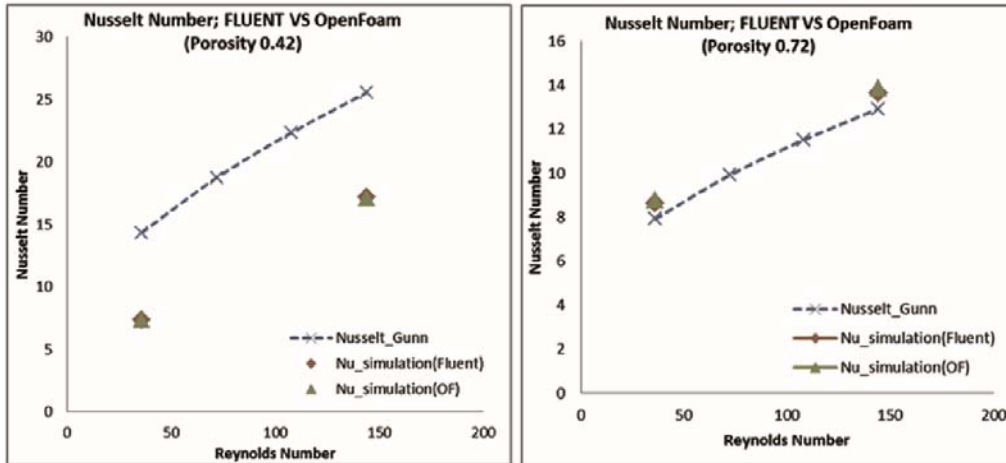 Nusselt Number; FLUENT VS OpenFoam
(Porosity 0.42)
30
25
20
15
10
5
0
Nusselt Number
Nusselt_Gunn
Nu_simulation(Fluent)
Nu_simulation(OF)
0
50
100
150
200
Reynolds Number
Nusselt Number; FLUENT VS OpenFoam
(Porosity 0.72)
16
14
12
10
8
6
4
2
0
Nusselt Number
Nusselt_Gunn
Nu_simulation(Fluent)
Nu_simulation(OF)
0
50
100
150
200
Reynolds Number